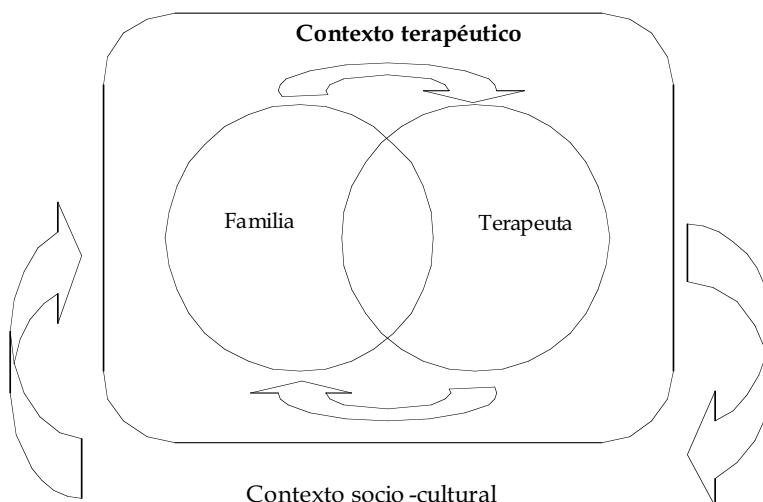 Contexto terapéutico
Familia
Terapeuta
Contexto socio -cultural